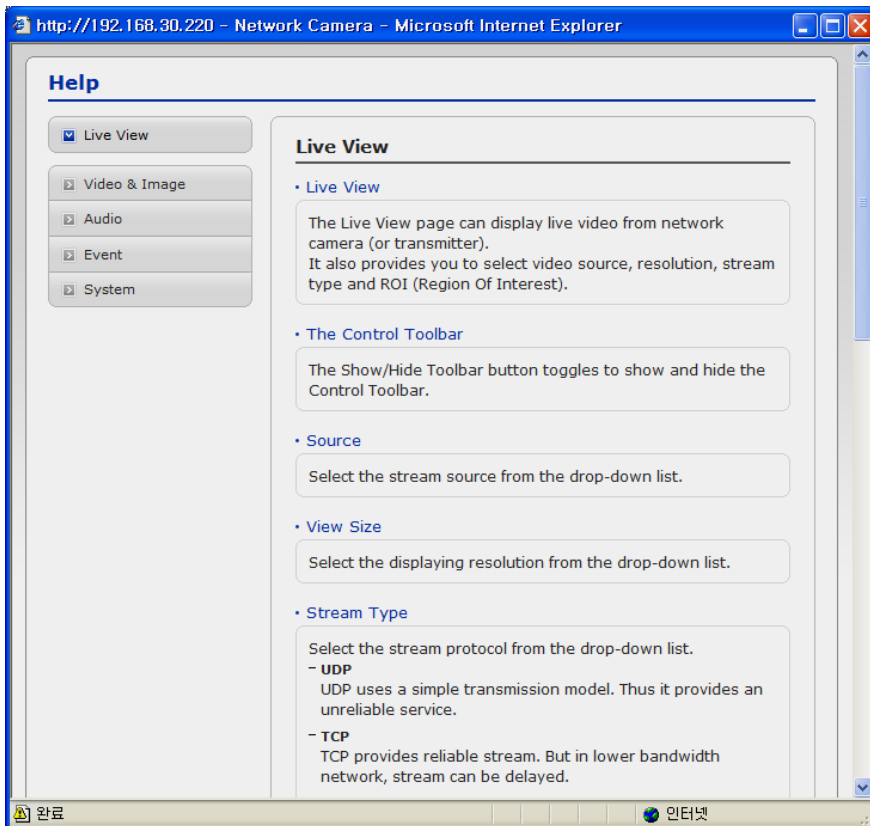 http://192.168.30.220 - Network Camera - Microsoft Internet Explorer
Help
Live View
Video & Image
Audio
Event
System
Live View
• Live View
The Live View page can display live video from network
camera (or transmitter).
It also provides you to select video source, resolution, stream
type and ROI (Region Of Interest).
• The Control Toolbar
The Show/Hide Toolbar button toggles to show and hide the
Control Toolbar.
• Source
Select the stream source from the drop-down list.
• View Size
Select the displaying resolution from the drop-down list.
• Stream Type
Select the stream protocol from the drop-down list.
- UDP
UDP uses a simple transmission model. Thus it provides an
unreliable service.
- TCP
TCP provides reliable stream. But in lower bandwidth
network, stream can be delayed.
완료
인터넷